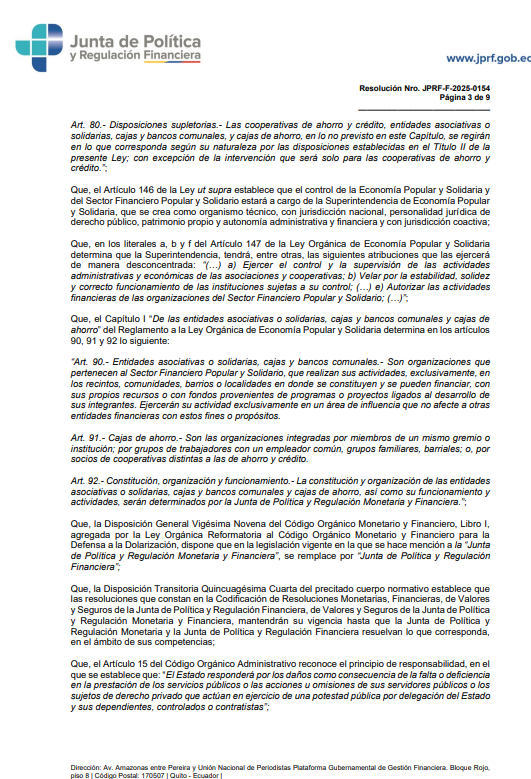 Junta de Política
y Regulación Financiera
www.jprf.gob.ec
Resolución Nro. JPRF-F-2025-0154
Página 3 de 9
Art. 80.- Disposiciones supletorias.- Las cooperativas de ahorro y crédito, entidades asociativas o
solidarias, cajas y bancos comunales, y cajas de ahorro, en lo no previsto en este Capítulo, se regirán
en lo que corresponda según su naturaleza por las disposiciones establecidas en el Título II de la
presente Ley; con excepción de la intervención que será solo para las cooperativas de ahorro y
crédito.";
Que, el Artículo 146 de la Ley ut supra establece que el control de la Economía Popular y Solidaria y
del Sector Financiero Popular y Solidario estará a cargo de la Superintendencia de Economía Popular
y Solidaria, que se crea como organismo técnico, con jurisdicción nacional, personalidad jurídica de
derecho público, patrimonio propio y autonomía administrativa y financiera y con jurisdicción coactiva;
Que, en los literales a, b y f del Artículo 147 de la Ley Orgánica de Economía Popular y Solidaria
determina que la Superintendencia, tendrá, entre otras, las siguientes atribuciones que las ejercerá
de manera desconcentrada: "(…) a) Ejercer el control y la supervisión de las actividades
administrativas y económicas de las asociaciones y cooperativas; b) Velar por la estabilidad, solidez
y correcto funcionamiento de las instituciones sujetas a su control; (…) e) Autorizar las actividades
financieras de las organizaciones del Sector Financiero Popular y Solidario; (…)";
Que, el Capítulo I "De las entidades asociativas o solidarias, cajas y bancos comunales y cajas de
ahorro" del Reglamento a la Ley Orgánica de Economía Popular y Solidaria determina en los artículos
90, 91 y 92 lo siguiente:
"Art. 90.- Entidades asociativas o solidarias, cajas y bancos comunales.- Son organizaciones que
pertenecen al Sector Financiero Popular y Solidario, que realizan sus actividades, exclusivamente, en
los recintos, comunidades, barrios o localidades en donde se constituyen y se pueden financiar, con
sus propios recursos o con fondos provenientes de programas o proyectos ligados al desarrollo de
sus integrantes. Ejercerán su actividad exclusivamente en un área de influencia que no afecte a otras
entidades financieras con estos fines o propósitos.
Art. 91.- Cajas de ahorro.- Son las organizaciones integradas por miembros de un mismo gremio o
institución; por grupos de trabajadores con un empleador común, grupos familiares, barriales; o, por
socios de cooperativas distintas a las de ahorro y crédito.
Art. 92.- Constitución, organización y funcionamiento.- La constitución y organización de las entidades
asociativas o solidarias, cajas y bancos comunales y cajas de ahorro, así como su funcionamiento y
actividades, serán determinados por la Junta de Política y Regulación Monetaria y Financiera.";
Que, la Disposición General Vigésima Novena del Código Orgánico Monetario y Financiero, Libro I,
agregada por la Ley Orgánica Reformatoria al Código Orgánico Monetario y Financiero para la
Defensa a la Dolarización, dispone que en la legislación vigente en la que se hace mención a la "Junta
de Política y Regulación Monetaria y Financiera", se remplace por "Junta de Política y Regulación
Financiera";
Que, la Disposición Transitoria Quincuagésima Cuarta del precitado cuerpo normativo establece que
las resoluciones que constan en la Codificación de Resoluciones Monetarias, Financieras, de Valores
y Seguros de la Junta de Política y Regulación Financiera, de Valores y Seguros de la Junta de Política
y Regulación Monetaria y Financiera, mantendrán su vigencia hasta que la Junta de Política y
Regulación Monetaria y la Junta de Política y Regulación Financiera resuelvan lo que corresponda,
en el ámbito de sus competencias;
Que, el Artículo 15 del Código Orgánico Administrativo reconoce el principio de responsabilidad, en el
que se establece que: "El Estado responderá por los daños como consecuencia de la falta o deficiencia
en la prestación de los servicios públicos o las acciones u omisiones de sus servidores públicos o los
sujetos de derecho privado que actúan en ejercicio de una potestad pública por delegación del Estado
y sus dependientes, controlados o contratistas";
Dirección: Av. Amazonas entre Pereira y Unión Nacional de Periodistas Plataforma Gubernamental de Gestión Financiera. Bloque Rojo,
piso 8 | Código Postal: 170507 | Quito - Ecuador |